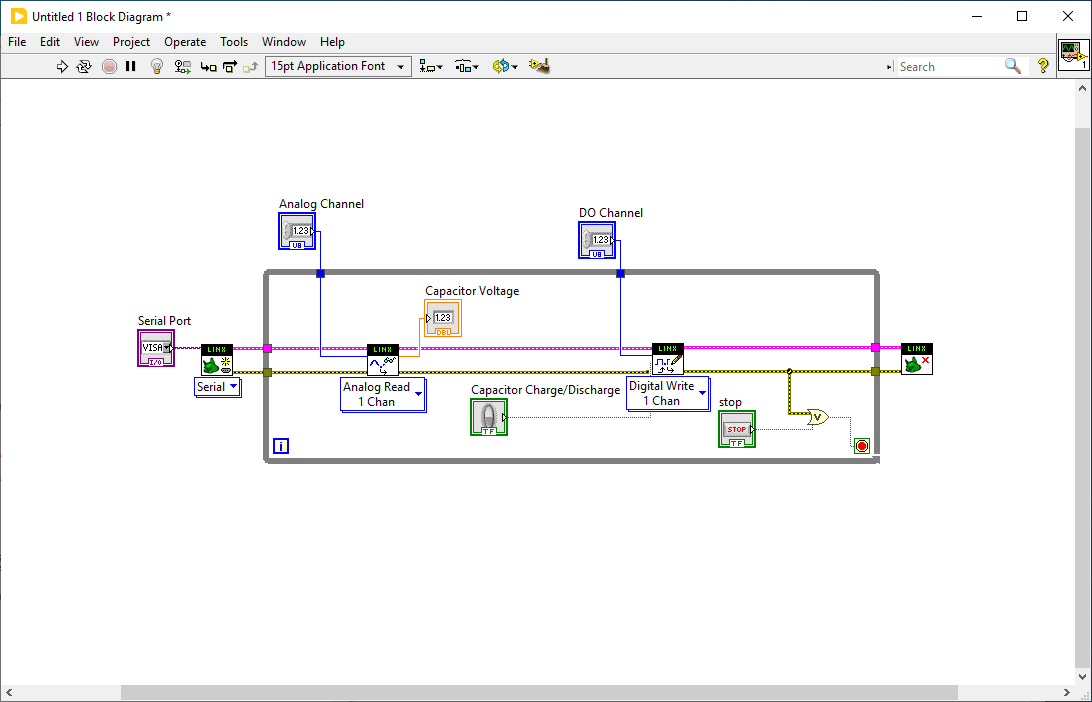 Untitled 1 Block Diagram *
File Edit View Project Operate Tools Window Help
15pt Application Font
Search
?
1
Analog Channel
1.23
U8
DO Channel
1.23
U8
Capacitor Voltage
1.23
DBL
Serial Port
VISA
I/O
LINX
Serial
LINX
Analog Read
1 Chan
Capacitor Charge/Discharge
TF
LINX
Digital Write
1 Chan
stop
STOP
TF
V
i
LINX